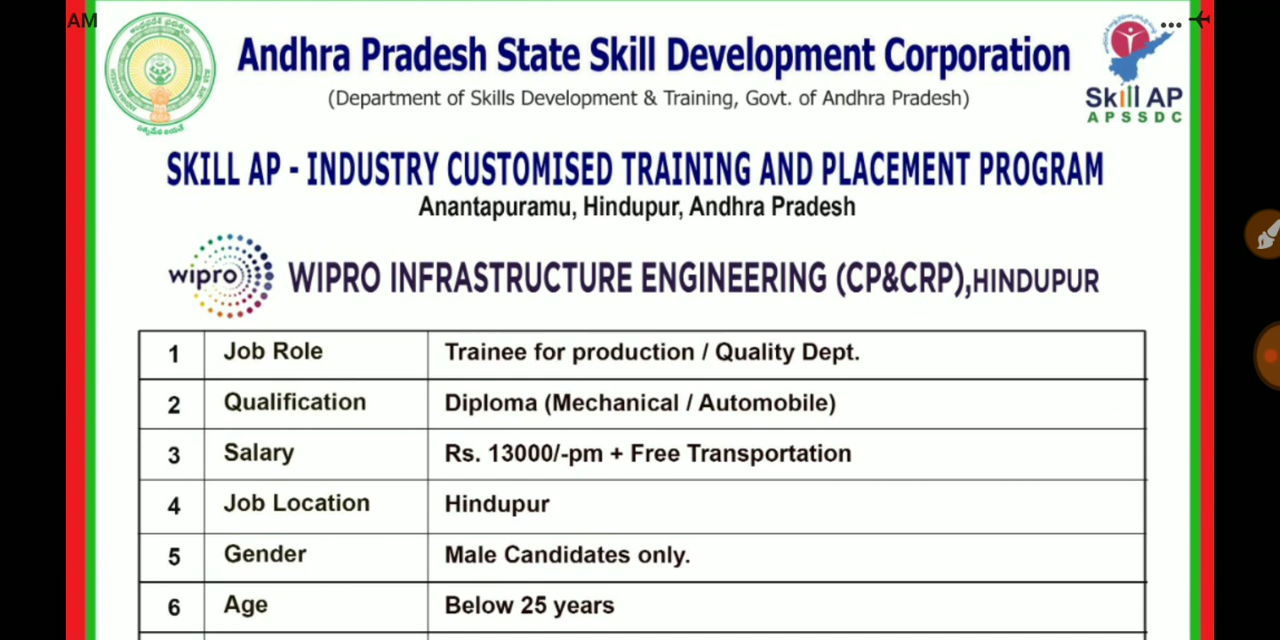 AM
Andhra Pradesh State Skill Development Corporation
(Department of Skills Development & Training, Govt. of Andhra Pradesh)
Skill AP
APSSDC
SKILL AP - INDUSTRY CUSTOMISED TRAINING AND PLACEMENT PROGRAM
Anantapuramu, Hindupur, Andhra Pradesh
wipro
WIPRO INFRASTRUCTURE ENGINEERING (CP&CRP),HINDUPUR
1 Job Role Trainee for production / Quality Dept.
2 Qualification Diploma (Mechanical / Automobile)
3 Salary Rs. 13000/-pm + Free Transportation
4 Job Location Hindupur
5 Gender Male Candidates only.
6 Age Below 25 years